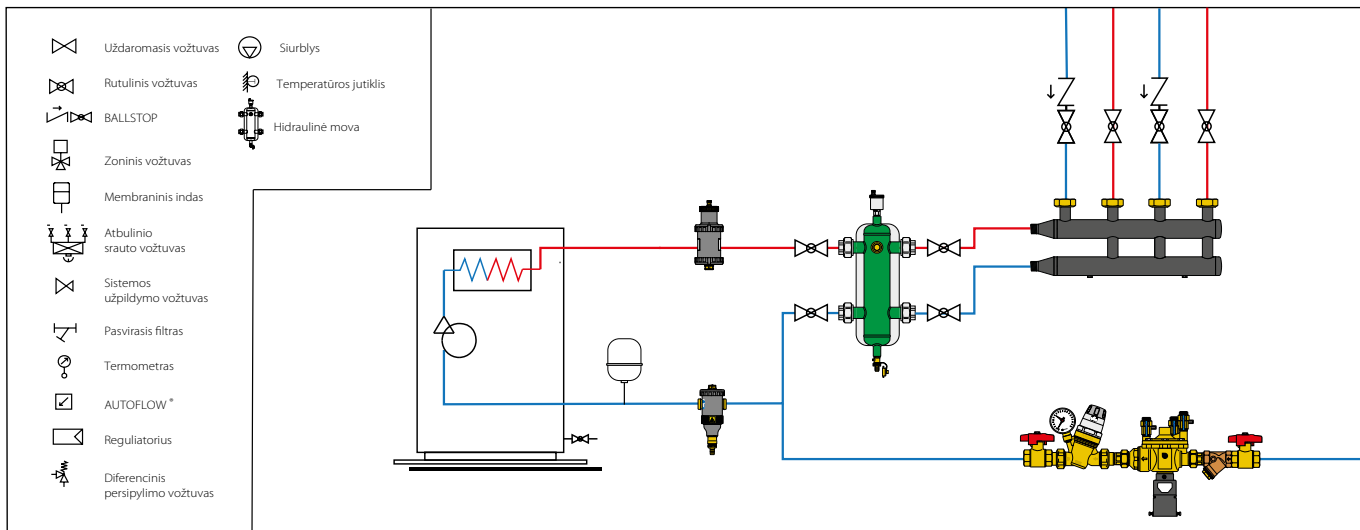 Uždaromasis vožtuvas
Rutulinis vožtuvas
BALLSTOP
Zoninis vožtuvas
Membraninis indas
Atbulinio
srauto vožtuvas
Sistemos
užpildymo vožtuvas
Pasvirasis filtras
Termometras
AUTOFLOW ®
Reguliatorius
Diferencinis
persipylimo vožtuvas
Siurblys
Temperatūros jutiklis
Hidraulinė mova